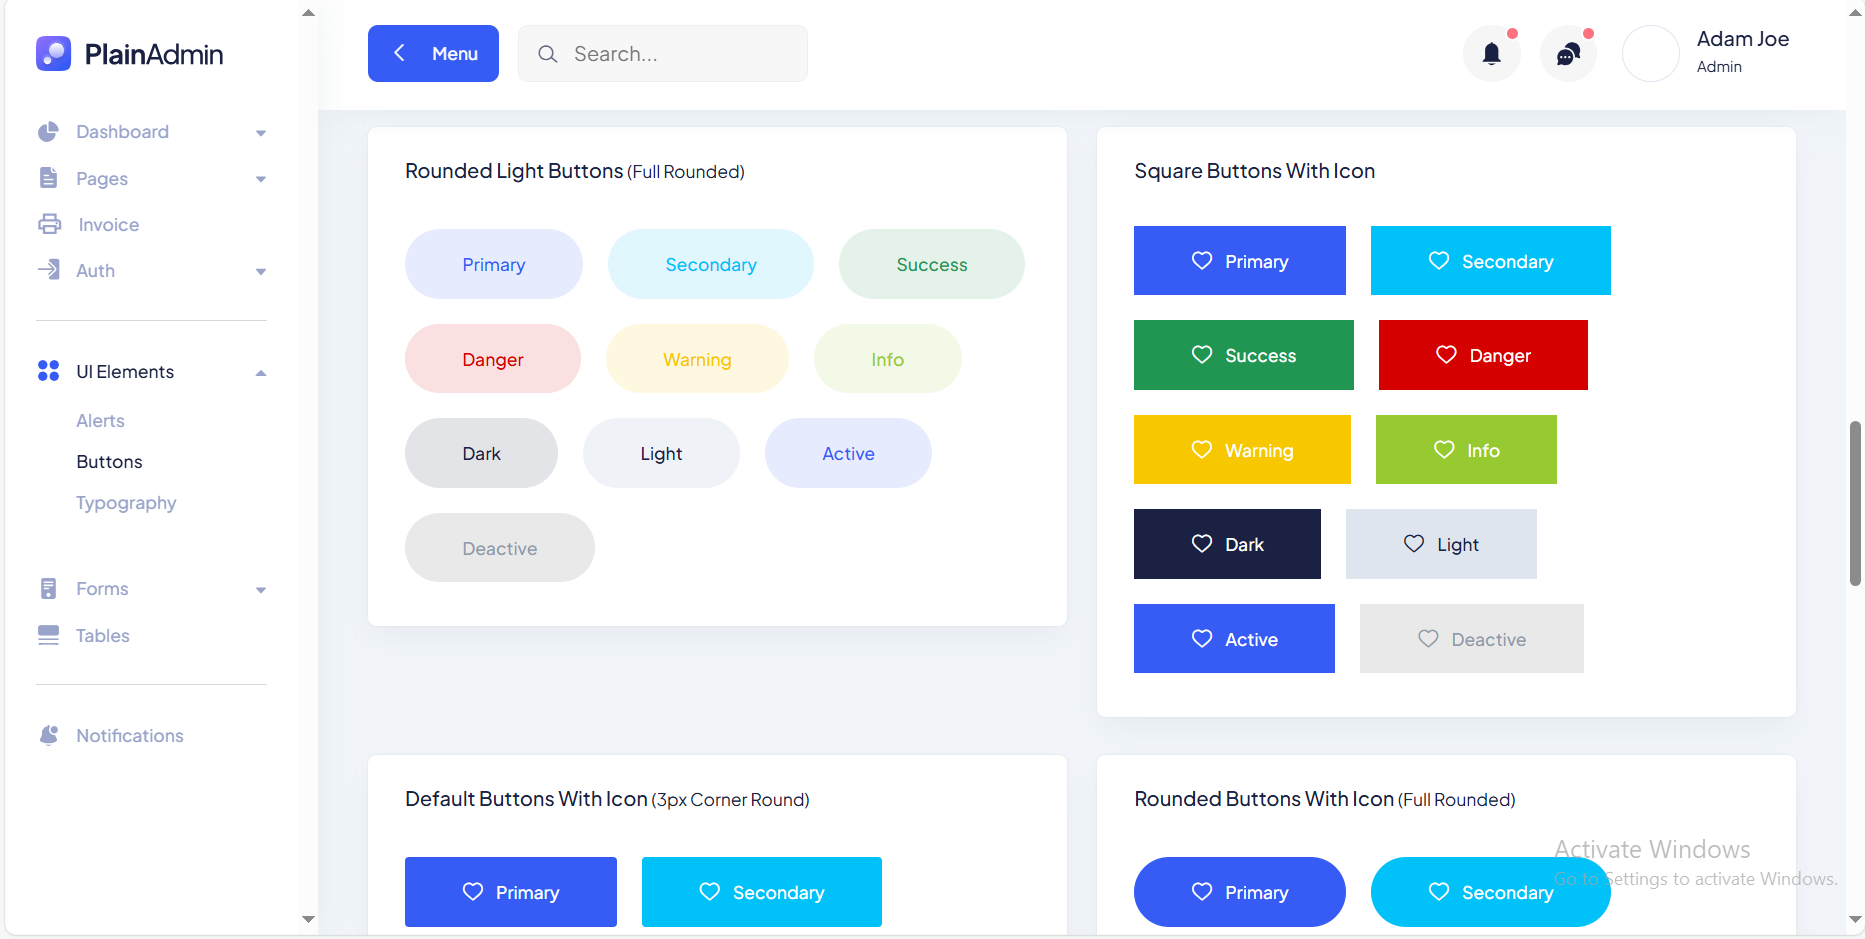 PlainAdmin
Dashboard
Pages
Invoice
Auth
UI Elements
Alerts
Buttons
Typography
Forms
Tables
Notifications
Menu
Search...
Adam Joe
Admin
Rounded Light Buttons (Full Rounded)
Primary
Secondary
Success
Danger
Warning
Info
Dark
Light
Active
Deactive
Square Buttons With Icon
Primary
Secondary
Success
Danger
Warning
Info
Dark
Light
Active
Deactive
Default Buttons With Icon (3px Corner Round)
Primary
Secondary
Rounded Buttons With Icon (Full Rounded)
Primary
Secondary
Activate Windows
Go to Settings to activate Windows.